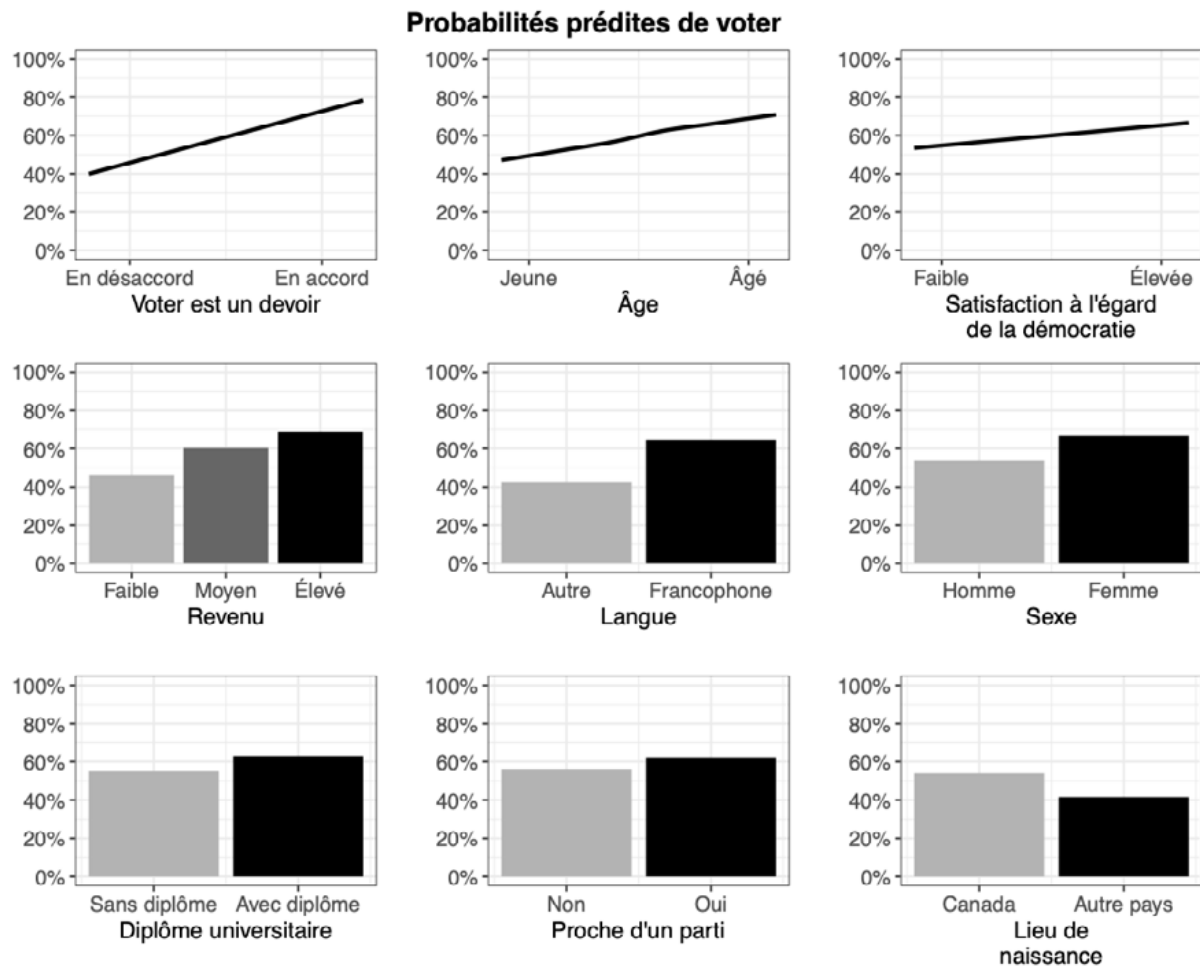 Probabilités prédites de voter
100%
80%
60%
40%
20%
0%
En désaccord
En accord
Voter est un devoir
100%
80%
60%
40%
20%
0%
Jeune
Âgé
Âge
100%
80%
60%
40%
20%
0%
Faible
Élevée
Satisfaction à l'égard
de la démocratie
100%
80%
60%
40%
20%
0%
Faible
Moyen
Élevé
Revenu
100%
80%
60%
40%
20%
0%
Autre
Francophone
Langue
100%
80%
60%
40%
20%
0%
Homme
Femme
Sexe
100%
80%
60%
40%
20%
0%
Sans diplôme
Avec diplôme
Diplôme universitaire
100%
80%
60%
40%
20%
0%
Non
Oui
Proche d'un parti
100%
80%
60%
40%
20%
0%
Canada
Autre pays
Lieu de
naissance